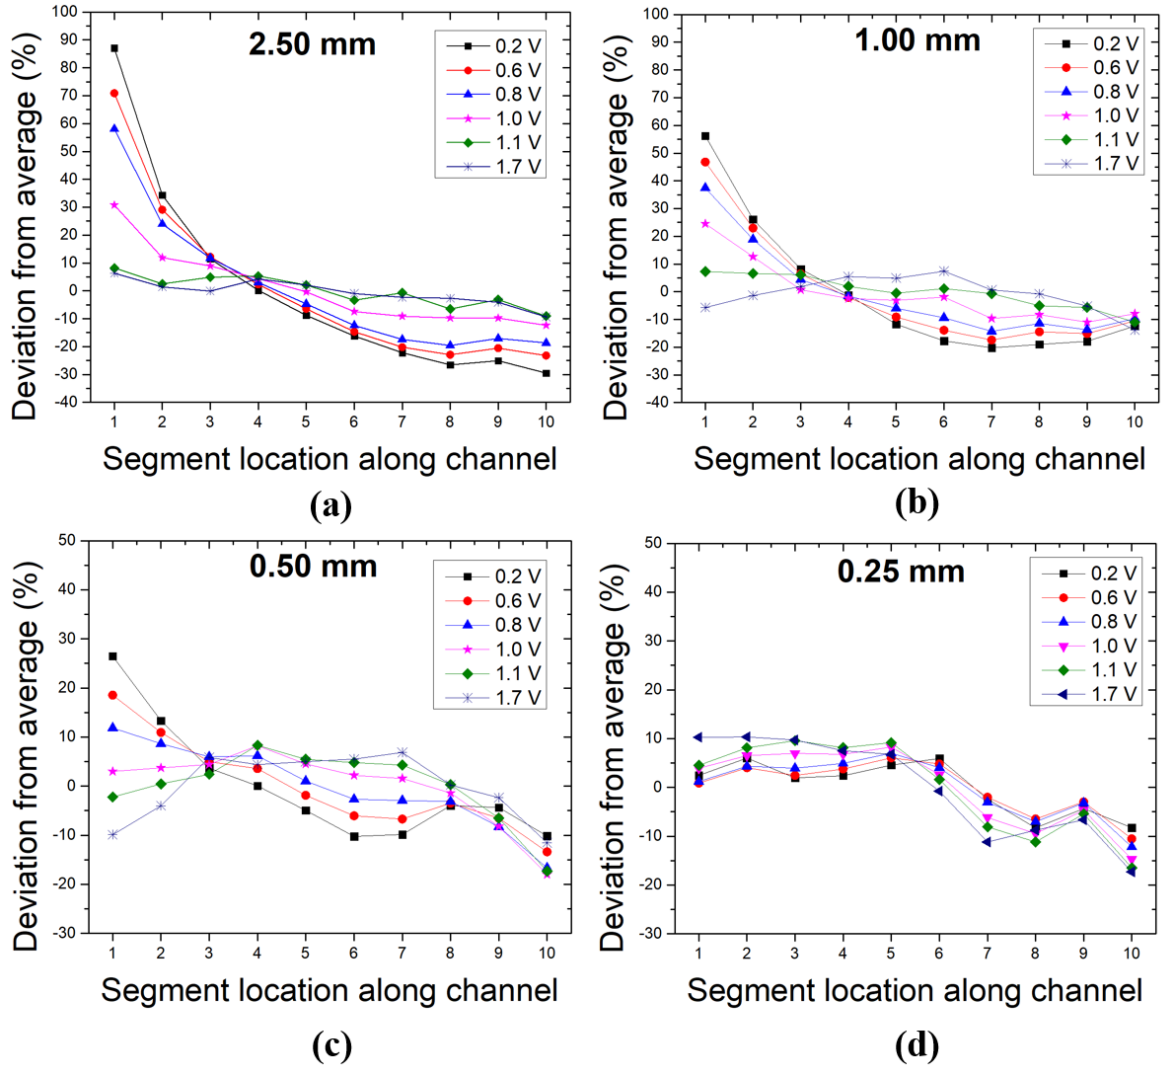 2.50 mm
Deviation from average (%)
100
90
80
70
60
50
40
30
20
10
0
-10
-20
-30
-40
0.2 V
0.6 V
0.8 V
1.0 V
1.1 V
1.7 V
1 2 3 4 5 6 7 8 9 10
Segment location along channel
(a)
1.00 mm
Deviation from average (%)
100
90
80
70
60
50
40
30
20
10
0
-10
-20
-30
-40
0.2 V
0.6 V
0.8 V
1.0 V
1.1 V
1.7 V
1 2 3 4 5 6 7 8 9 10
Segment location along channel
(b)
0.50 mm
Deviation from average (%)
50
40
30
20
10
0
-10
-20
-30
0.2 V
0.6 V
0.8 V
1.0 V
1.1 V
1.7 V
1 2 3 4 5 6 7 8 9 10
Segment location along channel
(c)
0.25 mm
Deviation from average (%)
50
40
30
20
10
0
-10
-20
-30
0.2 V
0.6 V
0.8 V
1.0 V
1.1 V
1.7 V
1 2 3 4 5 6 7 8 9 10
Segment location along channel
(d)